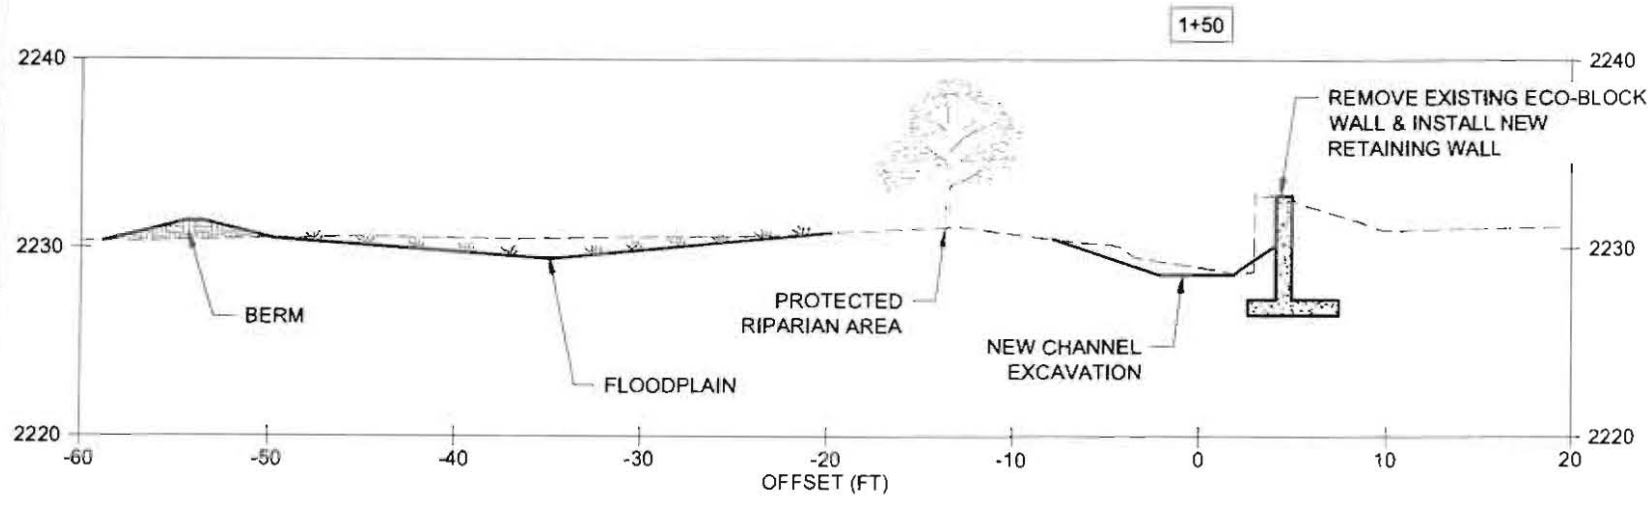 1+50
2240
2240
REMOVE EXISTING ECO-BLOCK
WALL & INSTALL NEW
RETAINING WALL
2230
2230
BERM
PROTECTED
RIPARIAN AREA
NEW CHANNEL
EXCAVATION
FLOODPLAIN
2220
2220
-60
-50
-40
-30
-20
-10
0
10
20
OFFSET (FT)